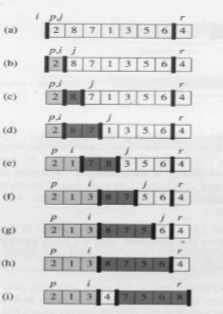 i p,j r
(a) 2 8 7 1 3 5 6 4
p,i j r
(b) 2 8 7 1 3 5 6 4
p,i j r
(c) 2 8 7 1 3 5 6 4
p,i j r
(d) 2 8 7 1 3 5 6 4
p i j r
(e) 2 1 7 8 3 5 6 4
p i j r
(f) 2 1 3 8 7 5 6 4
p i j r
(g) 2 1 3 8 7 5 6 4
p i r
(h) 2 1 3 8 7 5 6 4
p i r
(i) 2 1 3 4 7 5 6 8